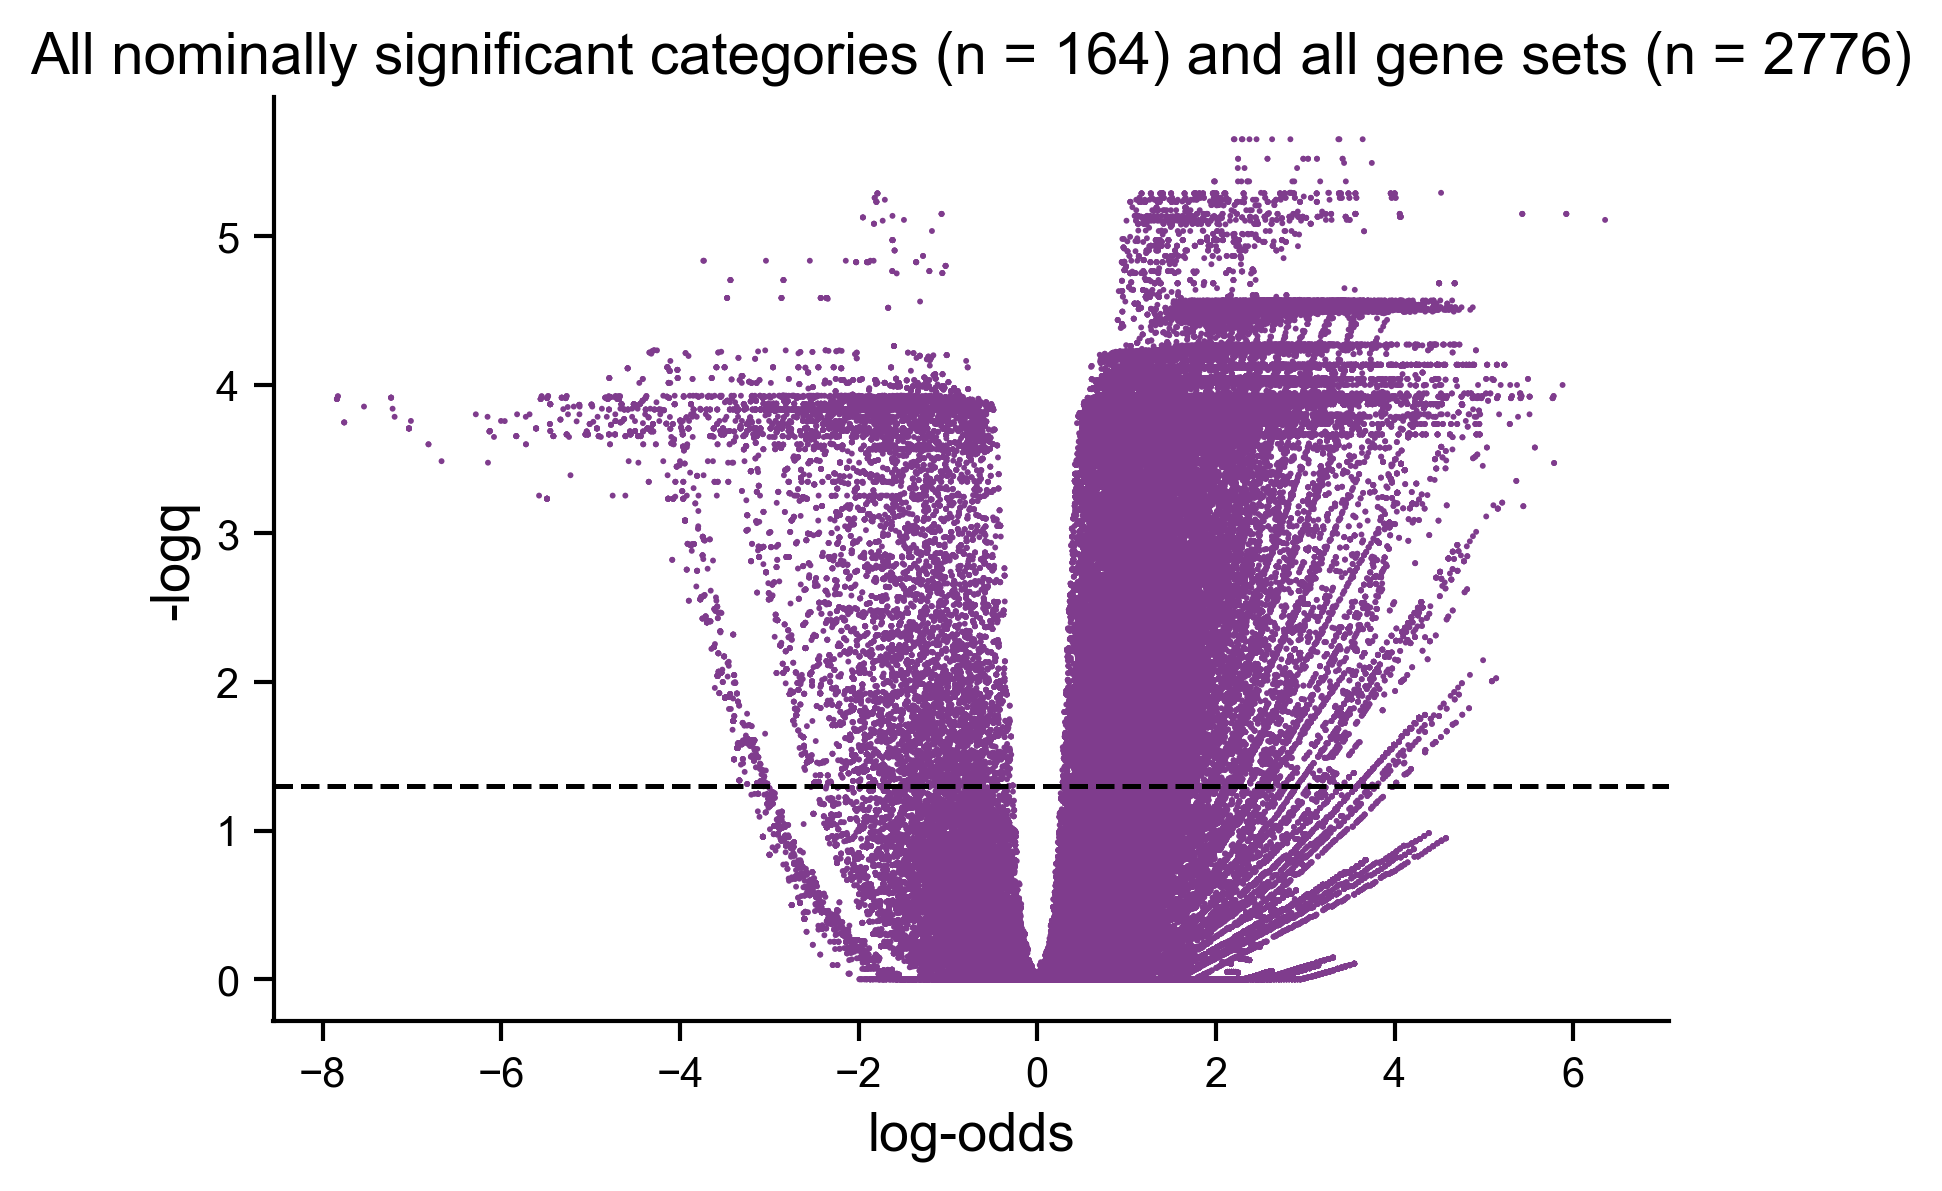 All nominally significant categories (n = 164) and all gene sets (n = 2776)
5
4
3
2
1
0
-logq
−8 −6 −4 −2 0 2 4 6
log-odds